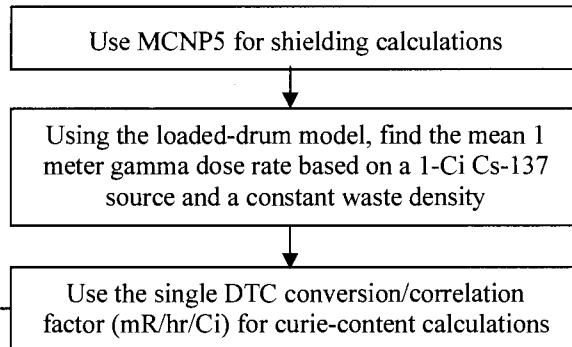 Use MCNP5 for shielding calculations
Using the loaded-drum model, find the mean 1
meter gamma dose rate based on a 1-Ci Cs-137
source and a constant waste density
Use the single DTC conversion/correlation
factor (mR/hr/Ci) for curie-content calculations